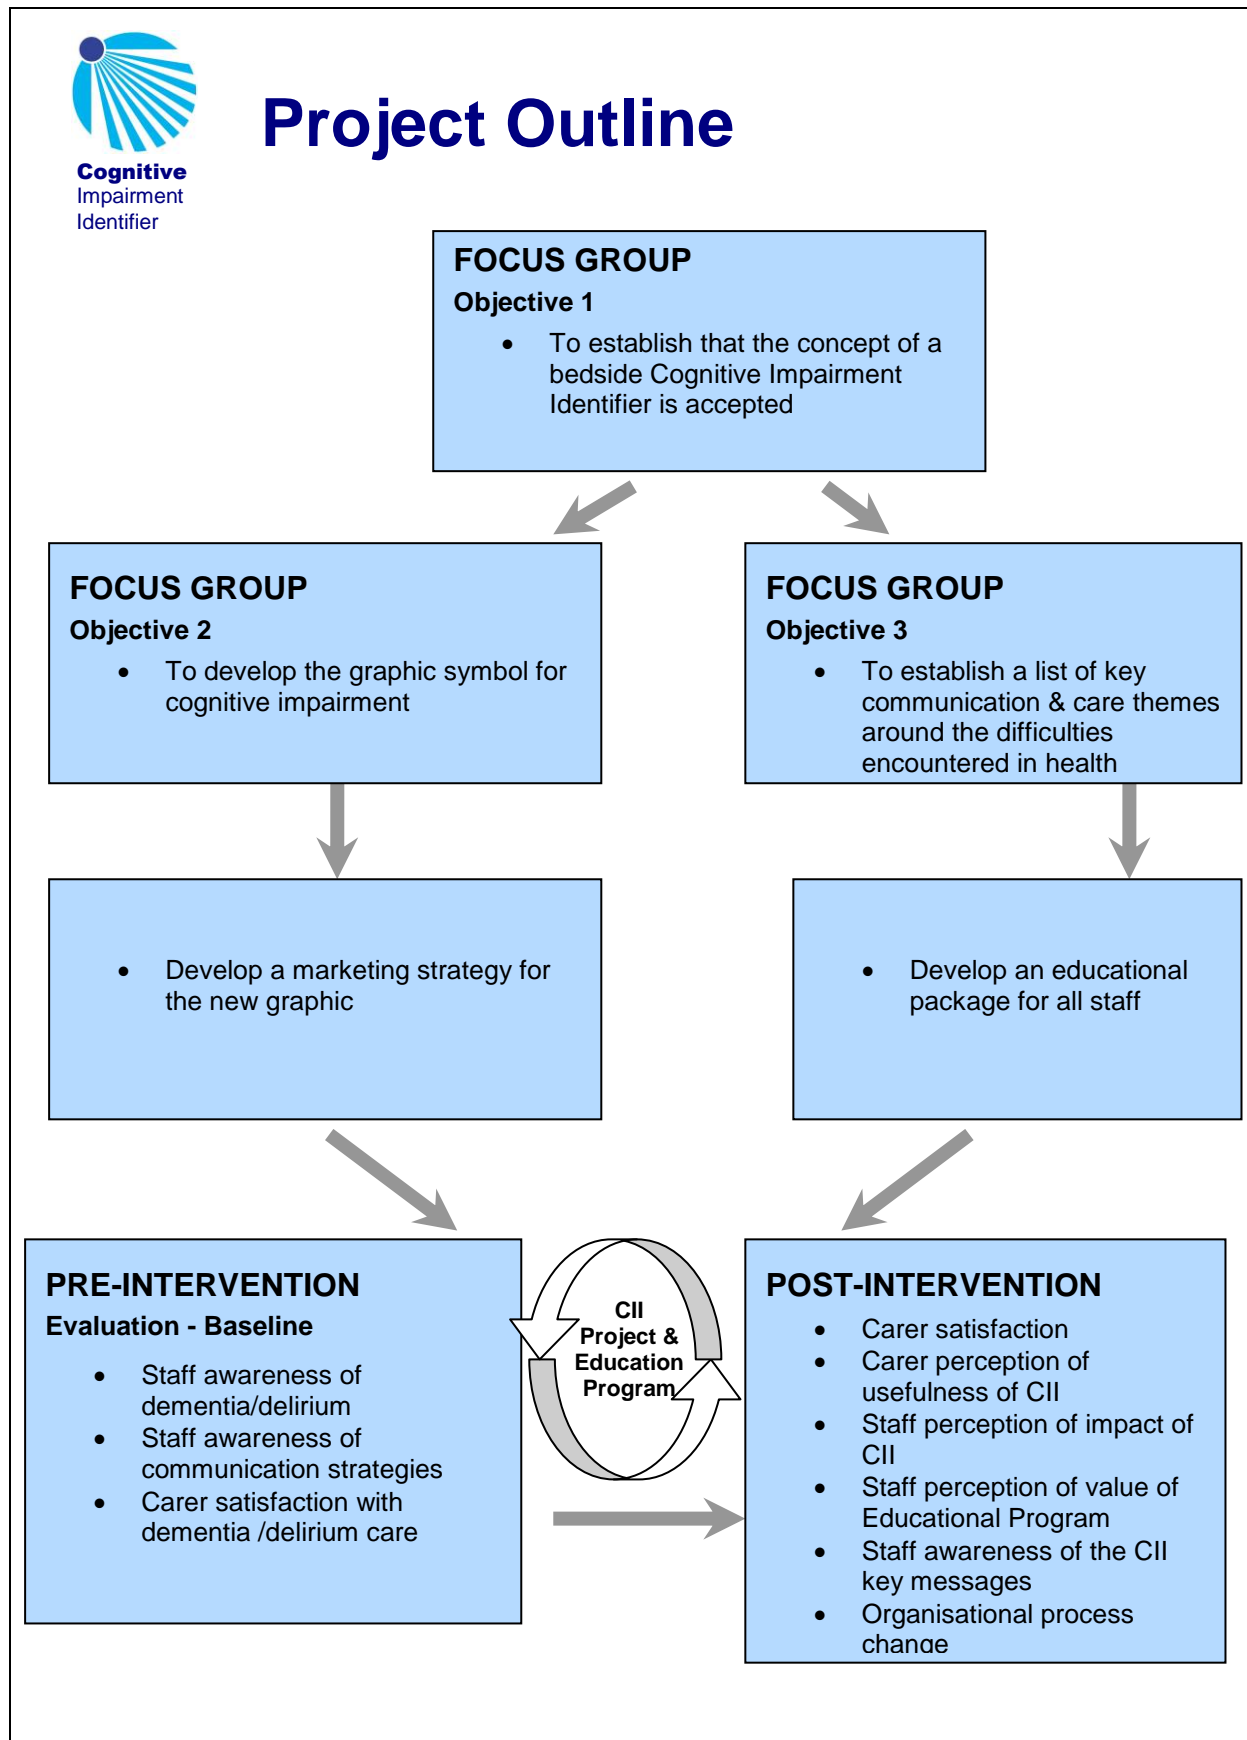 Project Outline
Cognitive
Impairment
Identifier
FOCUS GROUP
Objective 1
• To establish that the concept of a
bedside Cognitive Impairment
Identifier is accepted
FOCUS GROUP
Objective 2
• To develop the graphic symbol for
cognitive impairment
FOCUS GROUP
Objective 3
• To establish a list of key
communication & care themes
around the difficulties
encountered in health
• Develop a marketing strategy for
the new graphic
• Develop an educational
package for all staff
PRE-INTERVENTION
Evaluation - Baseline
• Staff awareness of
dementia/delirium
• Staff awareness of
communication strategies
• Carer satisfaction with
dementia /delirium care
CII
Project &
Education
Program
POST-INTERVENTION
• Carer satisfaction
• Carer perception of
usefulness of CII
• Staff perception of impact of
CII
• Staff perception of value of
Educational Program
• Staff awareness of the CII
key messages
• Organisational process
change